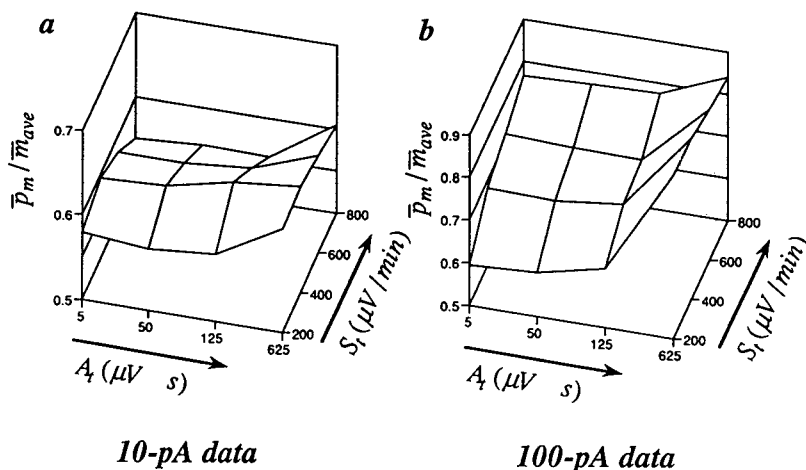 a
b
p̄m / m̄ave
0.7
0.6
0.5
5
50
125
625
200
400
600
800
At (μV s)
St (μV/min)
p̄m / m̄ave
0.9
0.8
0.7
0.6
0.5
5
50
125
625
200
400
600
800
At (μV s)
St (μV/min)
10-pA data
100-pA data